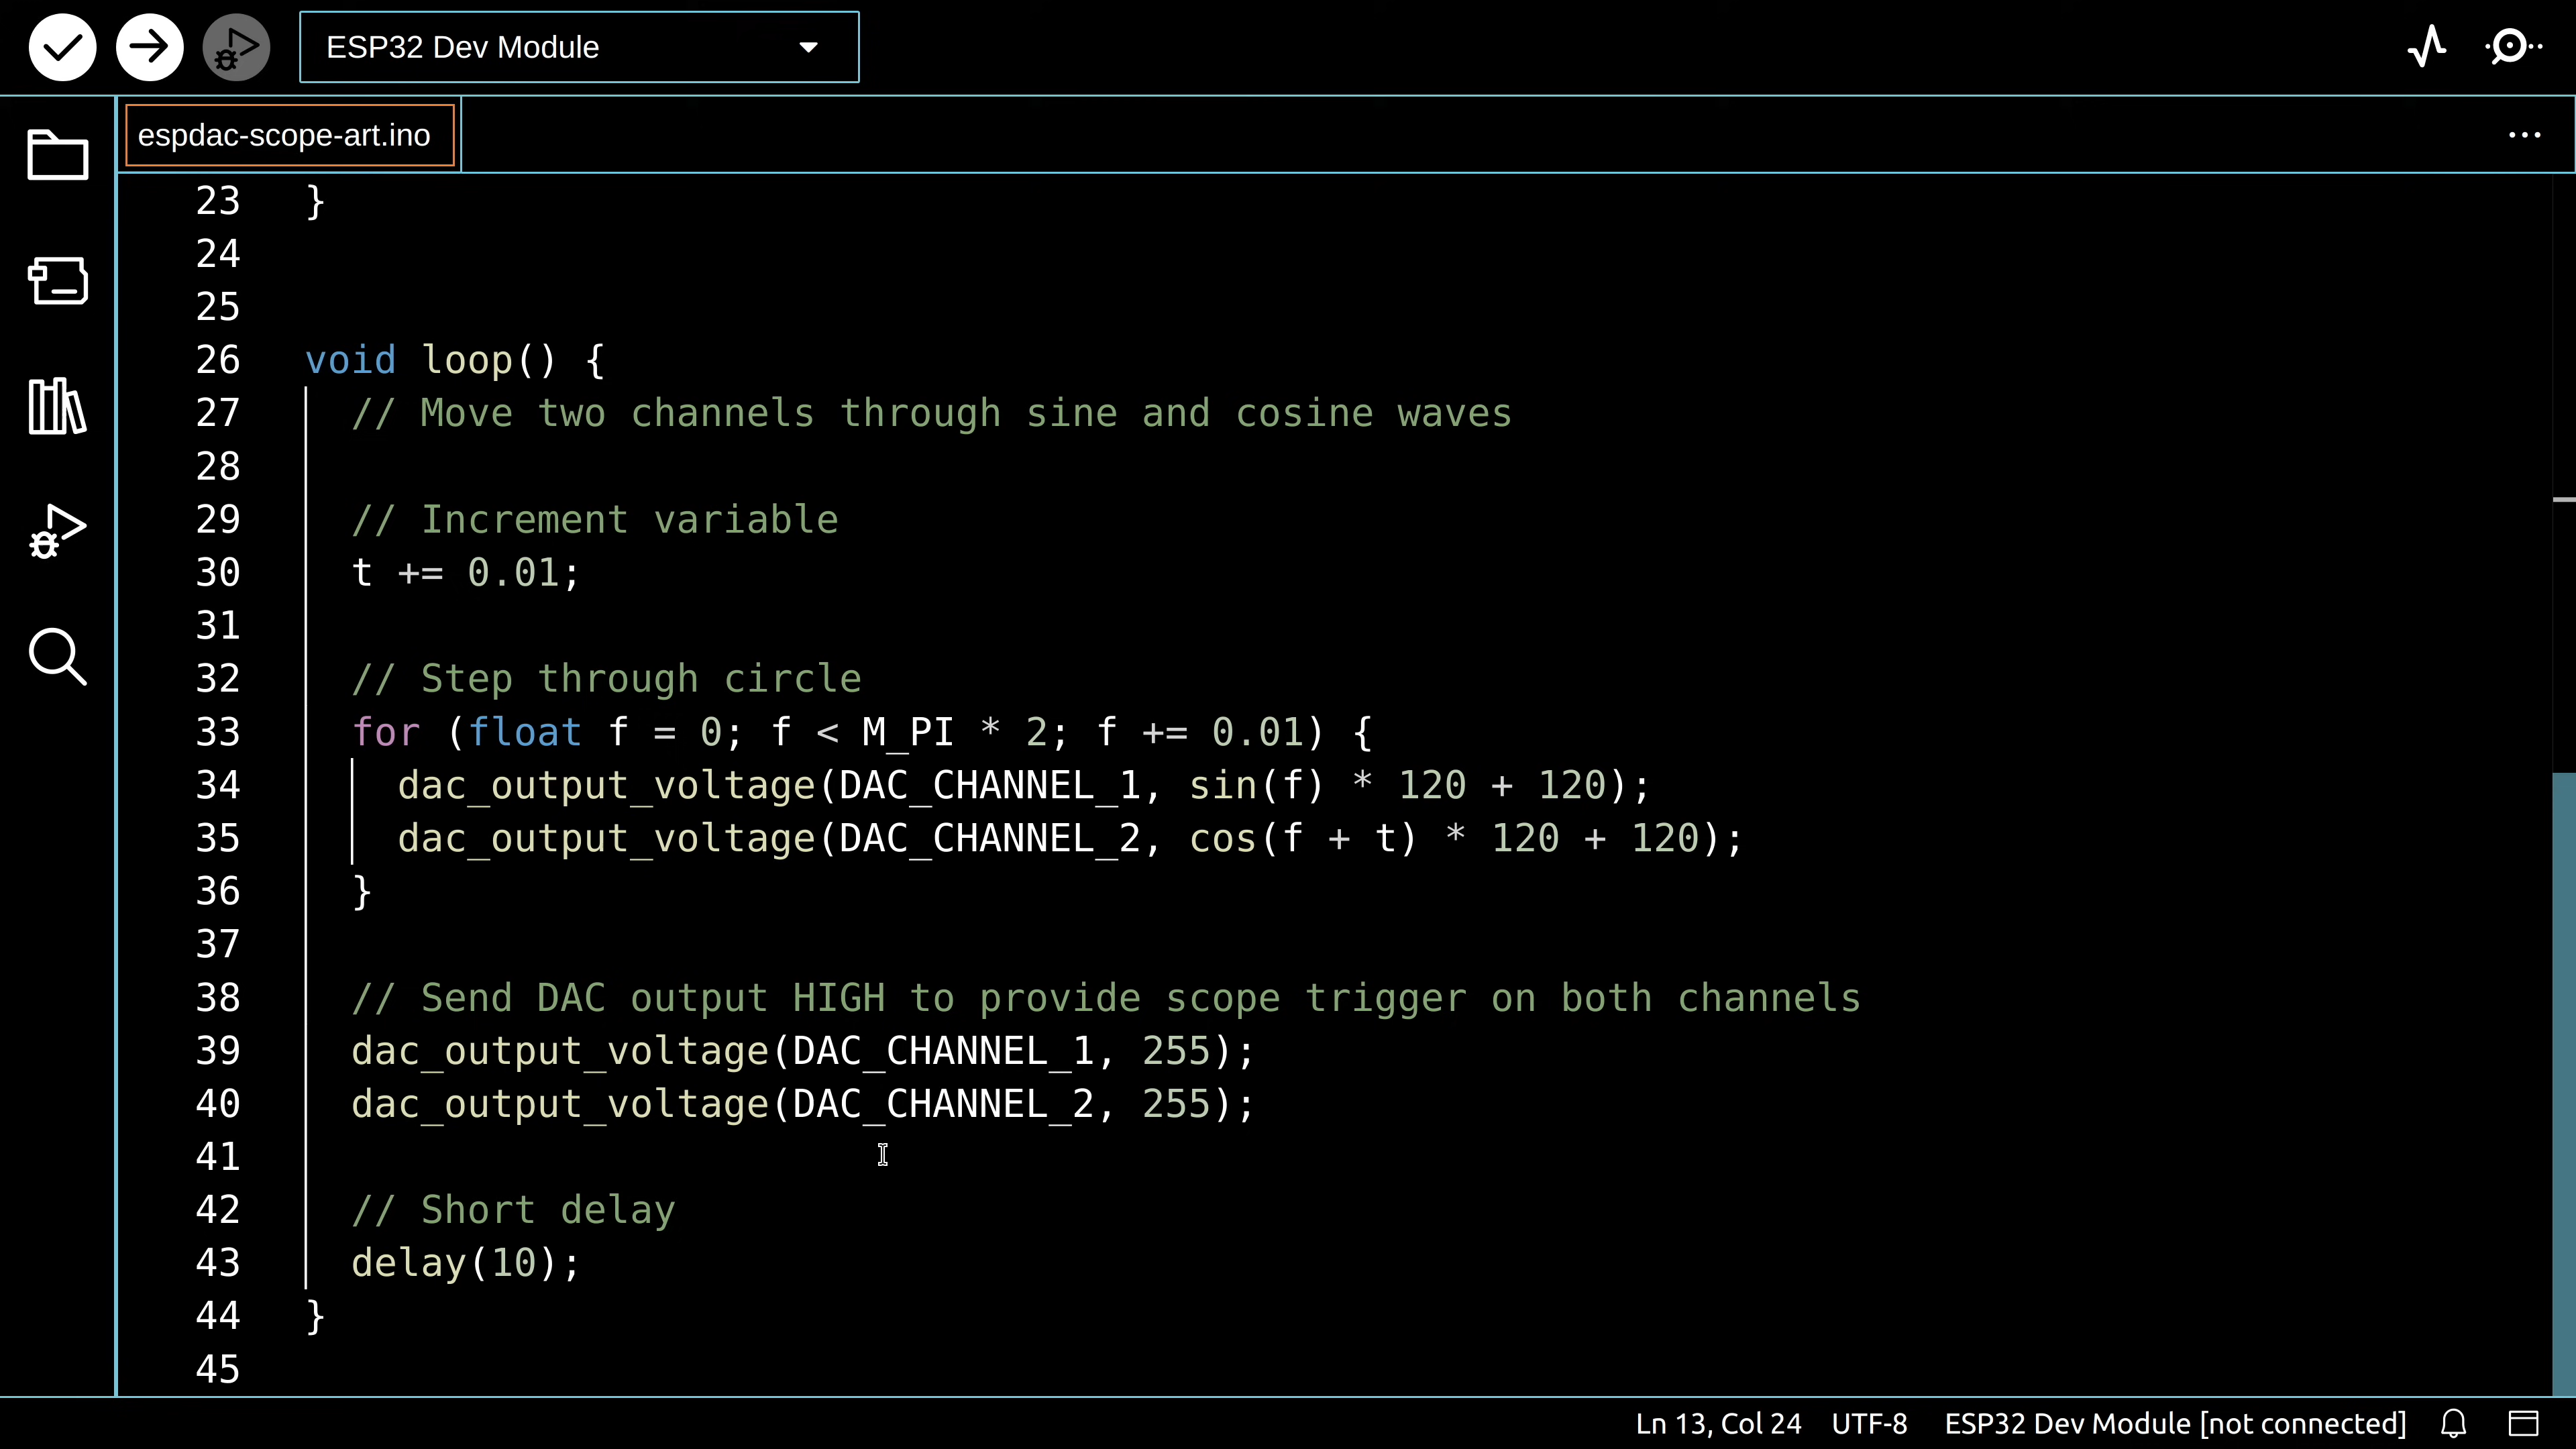 ESP32 Dev Module
espdac-scope-art.ino
23 }
24
25
26 void loop() {
27 // Move two channels through sine and cosine waves
28
29 // Increment variable
30 t += 0.01;
31
32 // Step through circle
33 for (float f = 0; f < M_PI * 2; f += 0.01) {
34 dac_output_voltage(DAC_CHANNEL_1, sin(f) * 120 + 120);
35 dac_output_voltage(DAC_CHANNEL_2, cos(f + t) * 120 + 120);
36 }
37
38 // Send DAC output HIGH to provide scope trigger on both channels
39 dac_output_voltage(DAC_CHANNEL_1, 255);
40 dac_output_voltage(DAC_CHANNEL_2, 255);
41
42 // Short delay
43 delay(10);
44 }
45
Ln 13, Col 24 UTF-8 ESP32 Dev Module [not connected]